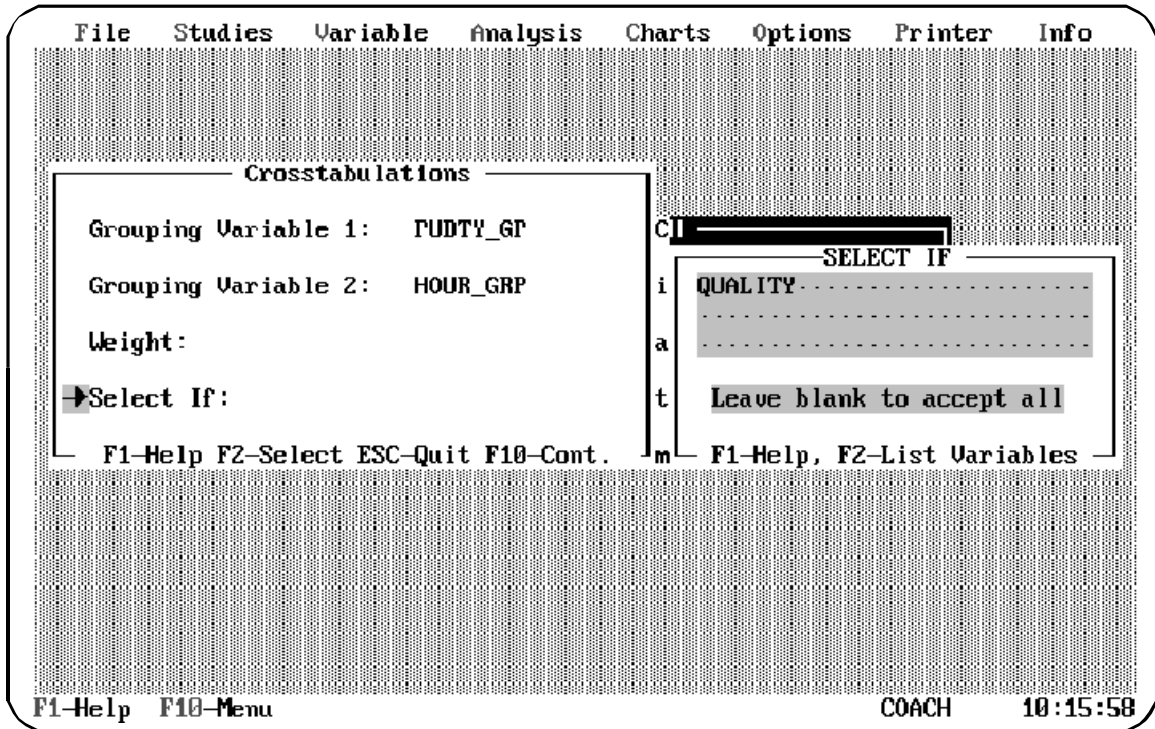 File Studies Variable Analysis Charts Options Printer Info
Crosstabulations
Grouping Variable 1:
C
SELECT IF
Grouping Variable 2: HOUR_GRP
i
QUALITY
Weight:
a
Select If:
t
Leave blank to accept all
F1-Help F2-Select ESC-Quit F10-Cont.
m
F1-Help, F2-List Variables
F1-Help F10-Menu COACH 10:15:58